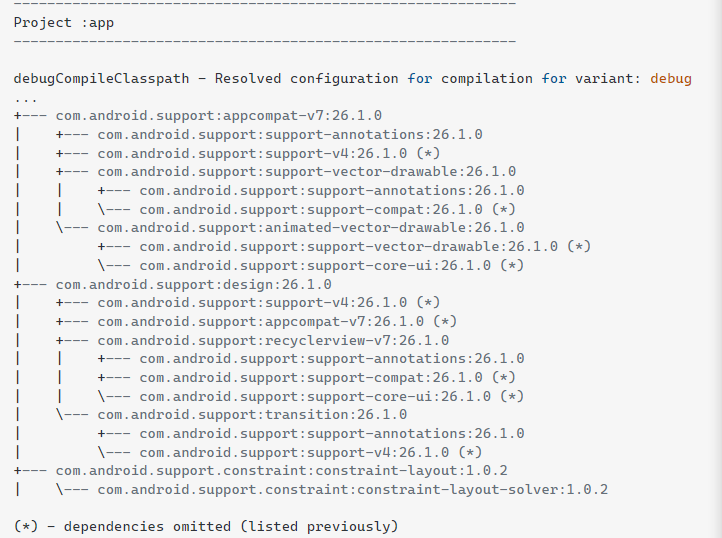 ------------------------------------------------------------
Project :app
------------------------------------------------------------
debugCompileClasspath - Resolved configuration for compilation for variant: debug
...
+--- com.android.support:appcompat-v7:26.1.0
|    +--- com.android.support:support-annotations:26.1.0
|    +--- com.android.support:support-v4:26.1.0 (*)
|    +--- com.android.support:support-vector-drawable:26.1.0
|    |    +--- com.android.support:support-annotations:26.1.0
|    |    \--- com.android.support:support-compat:26.1.0 (*)
|    \--- com.android.support:animated-vector-drawable:26.1.0
|         +--- com.android.support:support-vector-drawable:26.1.0 (*)
|         \--- com.android.support:support-core-ui:26.1.0 (*)
+--- com.android.support:design:26.1.0
|    +--- com.android.support:support-v4:26.1.0 (*)
|    +--- com.android.support:appcompat-v7:26.1.0 (*)
|    +--- com.android.support:recyclerview-v7:26.1.0
|    |    +--- com.android.support:support-annotations:26.1.0
|    |    +--- com.android.support:support-compat:26.1.0 (*)
|    |    \--- com.android.support:support-core-ui:26.1.0 (*)
|    \--- com.android.support:transition:26.1.0
|         +--- com.android.support:support-annotations:26.1.0
|         \--- com.android.support:support-v4:26.1.0 (*)
+--- com.android.support.constraint:constraint-layout:1.0.2
|    \--- com.android.support.constraint:constraint-layout-solver:1.0.2
(*) - dependencies omitted (listed previously)